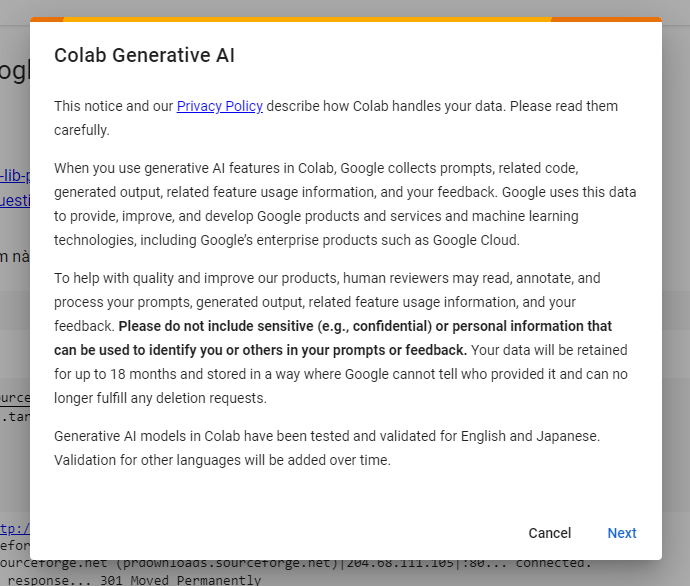 Colab Generative AI
ogl
This notice and our Privacy Policy describe how Colab handles your data. Please read them
carefully.
-lib-p
When you use generative AI features in Colab, Google collects prompts, related code,
generated output, related feature usage information, and your feedback. Google uses this data
uesti
to provide, improve, and develop Google products and services and machine learning
technologies, including Google’s enterprise products such as Google Cloud.
m nà
To help with quality and improve our products, human reviewers may read, annotate, and
process your prompts, generated output, related feature usage information, and your
feedback. Please do not include sensitive (e.g., confidential) or personal information that
can be used to identify you or others in your prompts or feedback. Your data will be retained
for up to 18 months and stored in a way where Google cannot tell who provided it and can no
longer fulfill any deletion requests.
ource
.tar
Generative AI models in Colab have been tested and validated for English and Japanese.
Validation for other languages will be added over time.
Cancel Next
tp:/
efor
ourceforge.net (prdownloads.sourceforge.net)|204.68.111.105|:80... connected.
response... 301 Moved Permanently